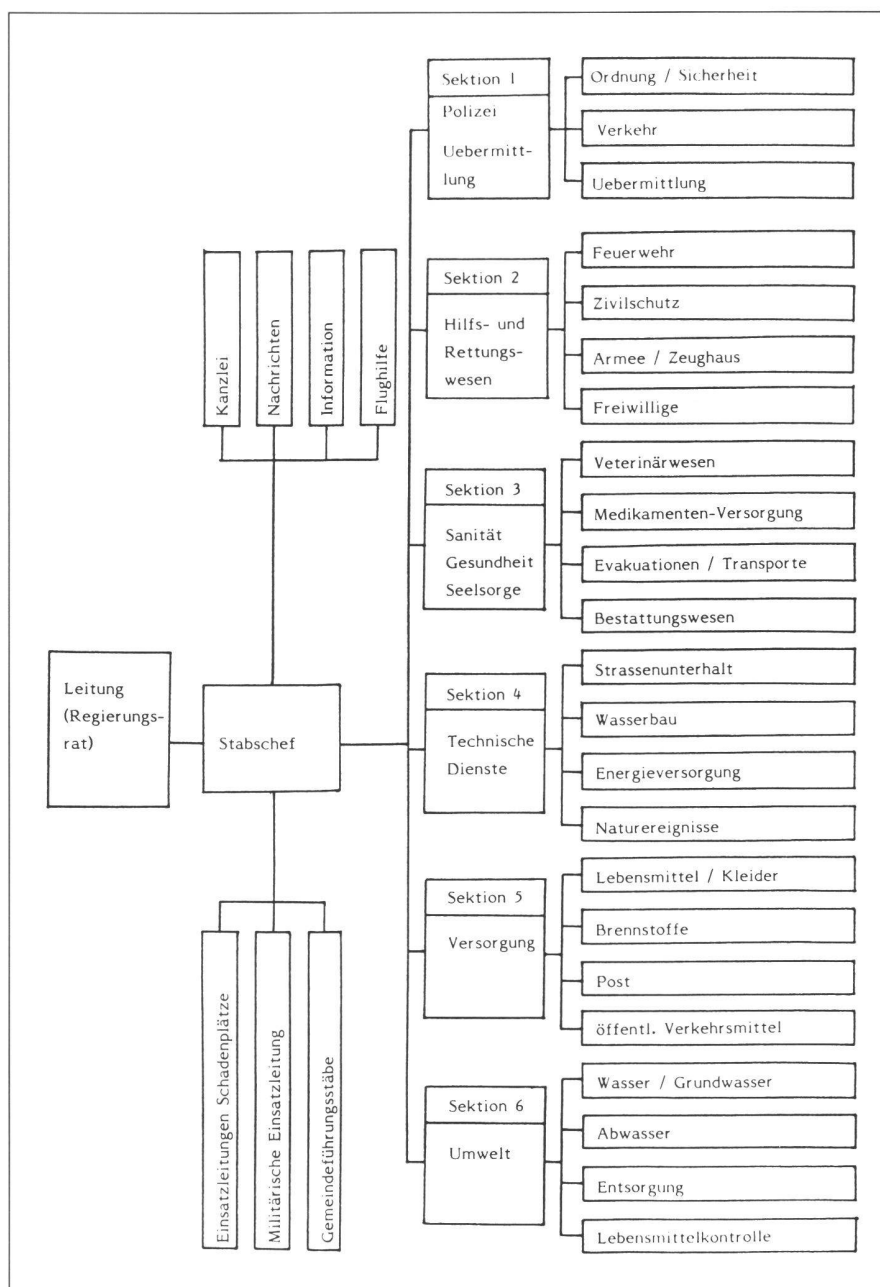 Leitung
(Regierungs-
rat)
Stabschef
Kanzlei
Nachrichten
Information
Flughilfe
Einsatzleitungen Schadenplätze
Militärische Einsatzleitung
Gemeindeführungsstäbe
Sektion 1
Polizei
Uebermitt-
lung
Ordnung / Sicherheit
Verkehr
Uebermittlung
Sektion 2
Hilfs- und
Rettungs-
wesen
Feuerwehr
Zivilschutz
Armee / Zeughaus
Freiwillige
Sektion 3
Sanität
Gesundheit
Seelsorge
Veterinärwesen
Medikamenten-Versorgung
Evakuationen / Transporte
Bestattungswesen
Sektion 4
Technische
Dienste
Strassenunterhalt
Wasserbau
Energieversorgung
Naturereignisse
Sektion 5
Versorgung
Lebensmittel / Kleider
Brennstoffe
Post
öffentl. Verkehrsmittel
Sektion 6
Umwelt
Wasser / Grundwasser
Abwasser
Entsorgung
Lebensmittelkontrolle